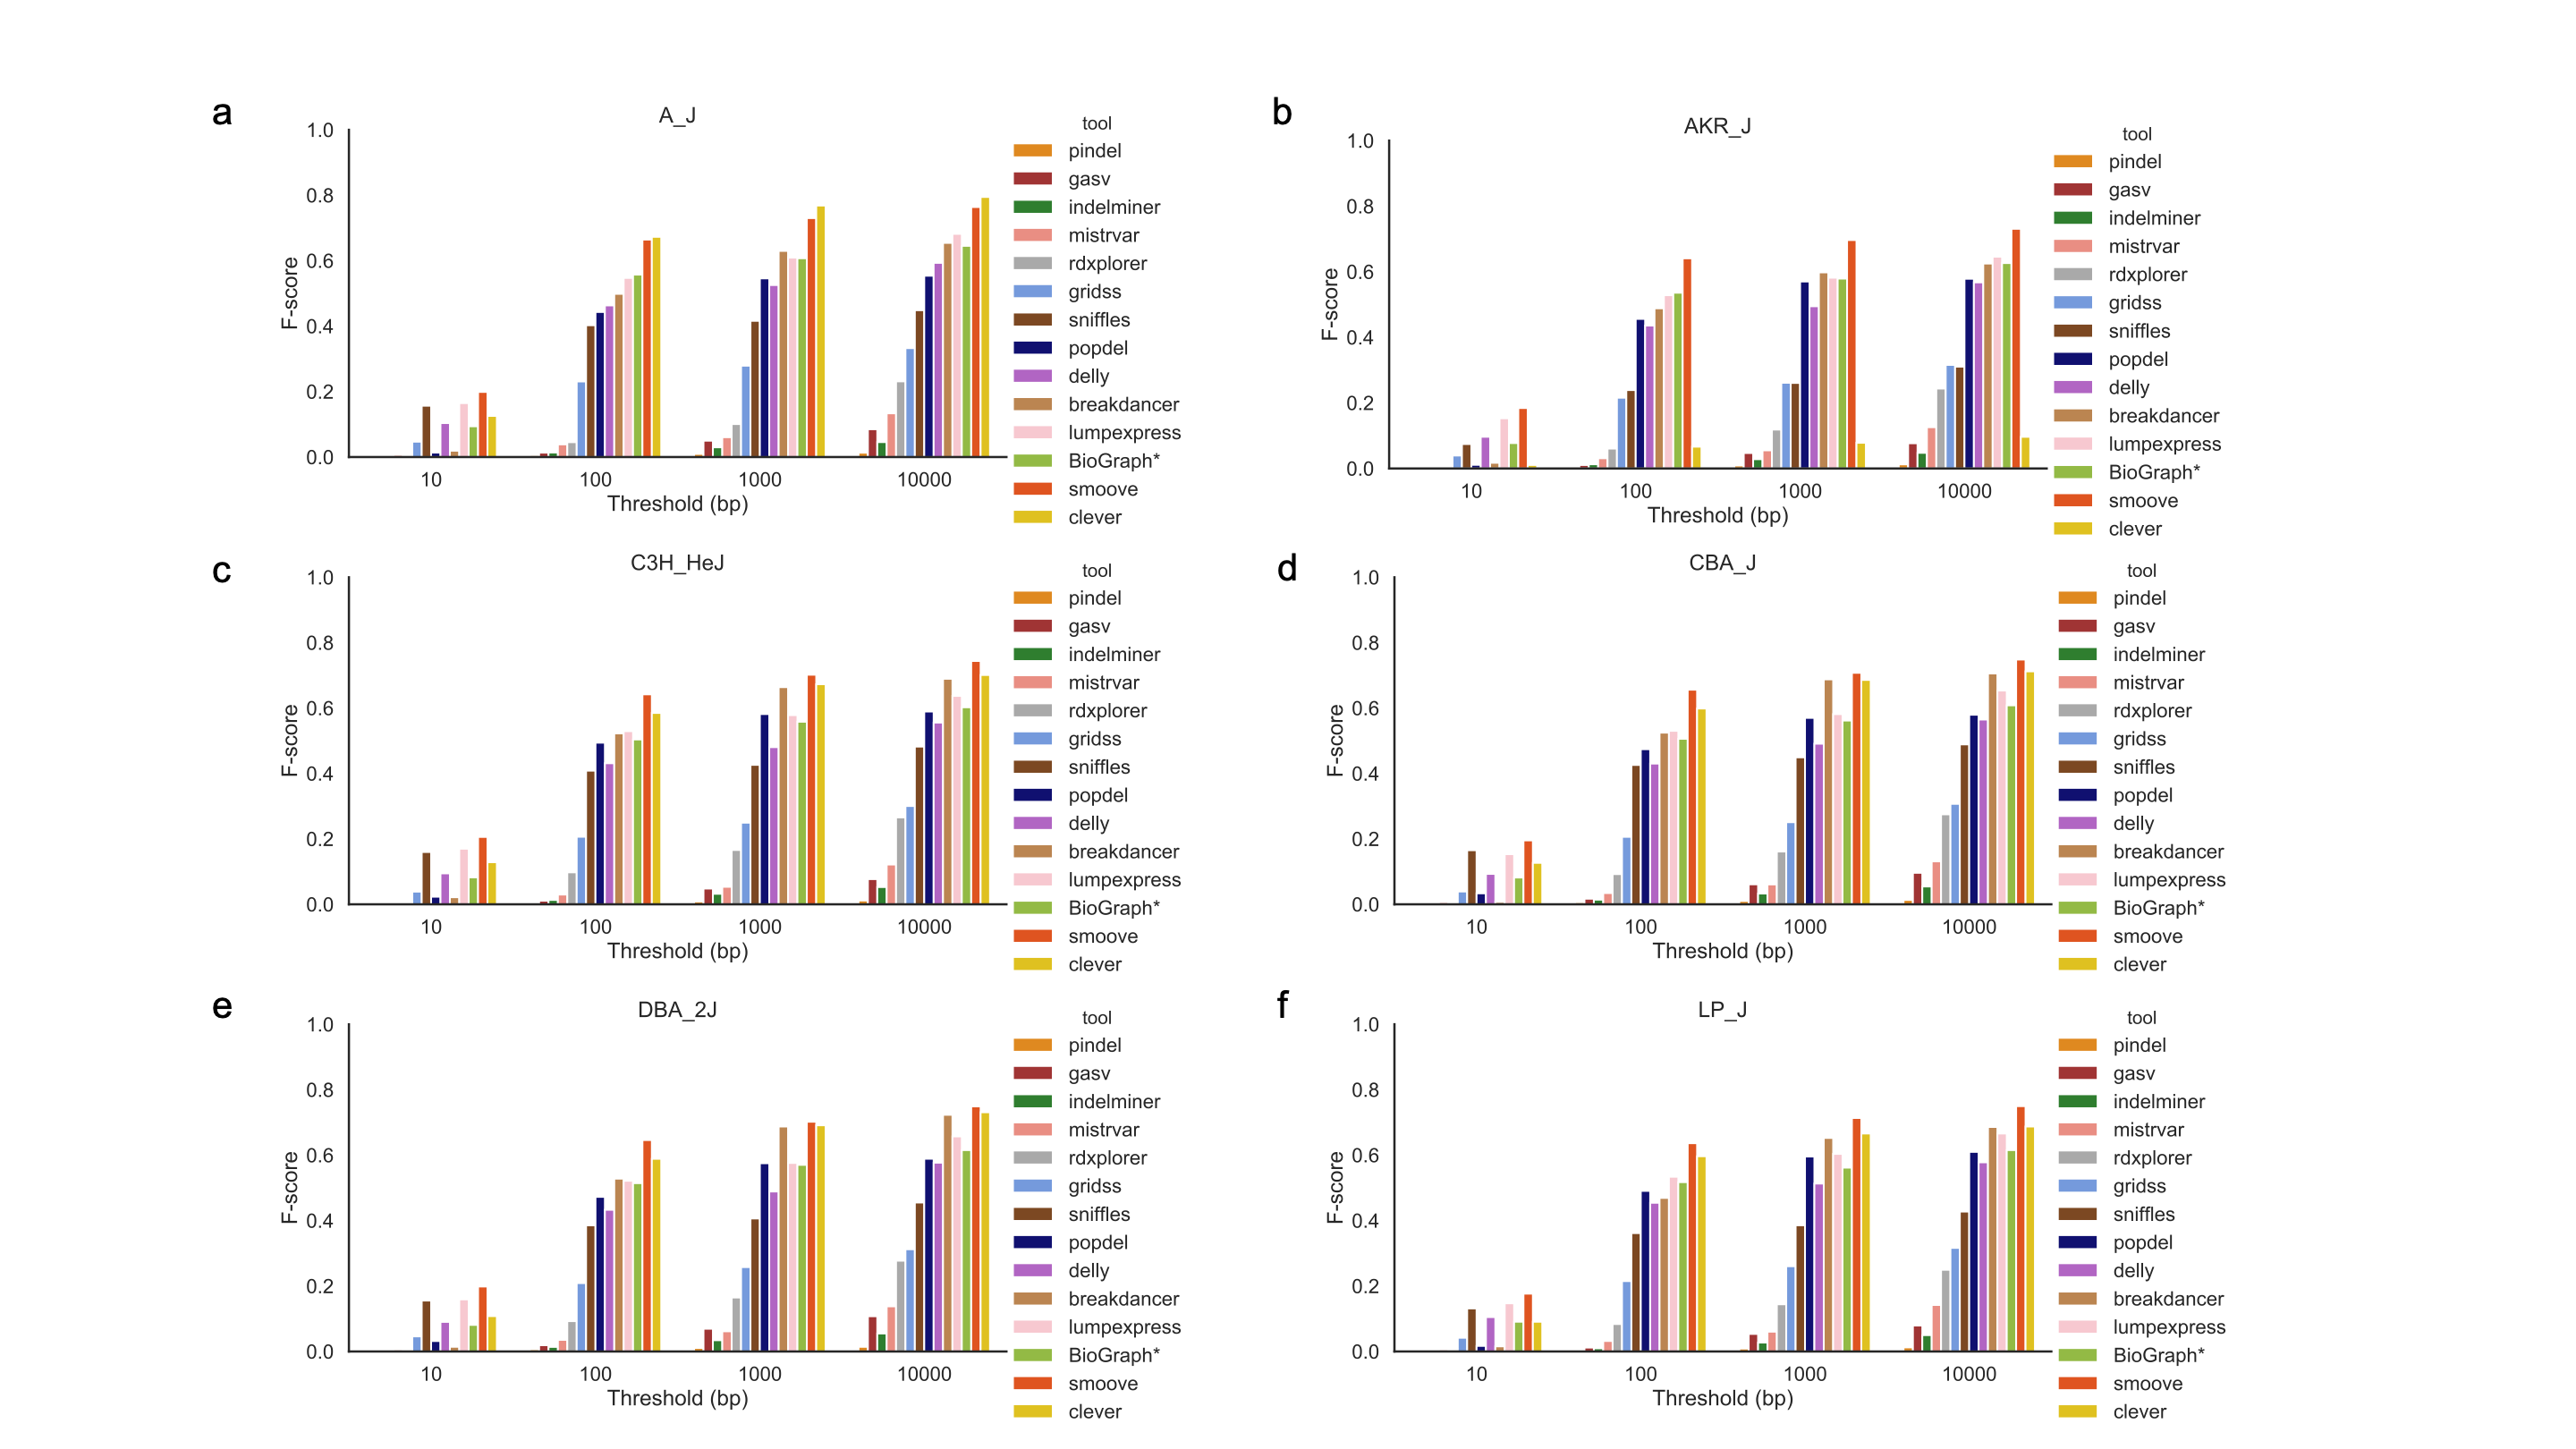 a
A_J
1.0
0.8
0.6
0.4
0.2
0.0
F-score
10 100 1000 10000
Threshold (bp)
tool
pindel
gasv
indelminer
mistrvar
rdxplorer
gridss
sniffles
popdel
delly
breakdancer
lumpexpress
BioGraph*
smoove
clever
b
AKR_J
1.0
0.8
0.6
0.4
0.2
0.0
F-score
10 100 1000 10000
Threshold (bp)
tool
pindel
gasv
indelminer
mistrvar
rdxplorer
gridss
sniffles
popdel
delly
breakdancer
lumpexpress
BioGraph*
smoove
clever
c
C3H_HeJ
1.0
0.8
0.6
0.4
0.2
0.0
F-score
10 100 1000 10000
Threshold (bp)
tool
pindel
gasv
indelminer
mistrvar
rdxplorer
gridss
sniffles
popdel
delly
breakdancer
lumpexpress
BioGraph*
smoove
clever
d
CBA_J
1.0
0.8
0.6
0.4
0.2
0.0
F-score
10 100 1000 10000
Threshold (bp)
tool
pindel
gasv
indelminer
mistrvar
rdxplorer
gridss
sniffles
popdel
delly
breakdancer
lumpexpress
BioGraph*
smoove
clever
e
DBA_2J
1.0
0.8
0.6
0.4
0.2
0.0
F-score
10 100 1000 10000
Threshold (bp)
tool
pindel
gasv
indelminer
mistrvar
rdxplorer
gridss
sniffles
popdel
delly
breakdancer
lumpexpress
BioGraph*
smoove
clever
f
LP_J
1.0
0.8
0.6
0.4
0.2
0.0
F-score
10 100 1000 10000
Threshold (bp)
tool
pindel
gasv
indelminer
mistrvar
rdxplorer
gridss
sniffles
popdel
delly
breakdancer
lumpexpress
BioGraph*
smoove
clever